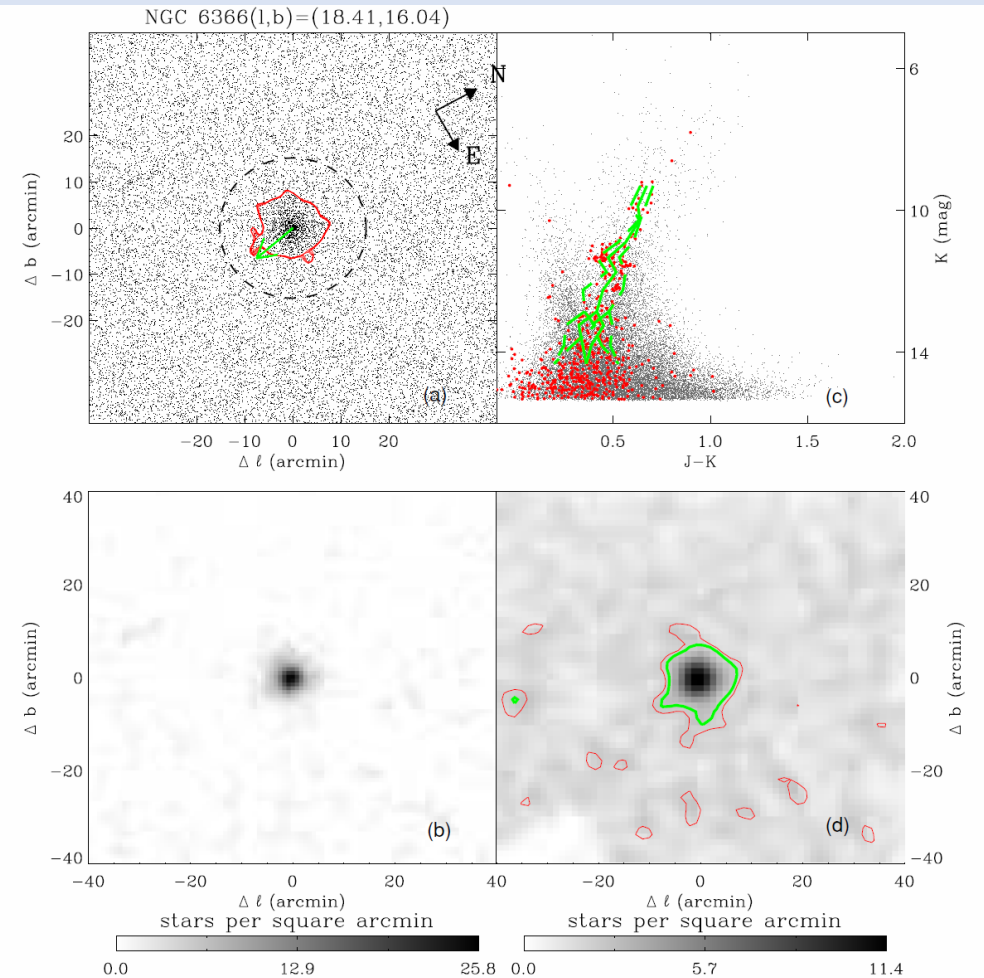 NGC 6366(l,b)=(18.41,16.04)
N
E
20
10
0
−10
−20
Δ b (arcmin)
(a)
−20 −10 0 10 20
Δ ℓ (arcmin)
6
10
14
K (mag)
(c)
0.5 1.0 1.5 2.0
J−K
40
20
0
−20
−40
Δ b (arcmin)
(b)
−40 −20 0 20 40
Δ ℓ (arcmin)
stars per square arcmin
0.0 12.9 25.8
40
20
0
−20
−40
Δ b (arcmin)
(d)
−20 0 20 40
Δ ℓ (arcmin)
stars per square arcmin
0.0 5.7 11.4